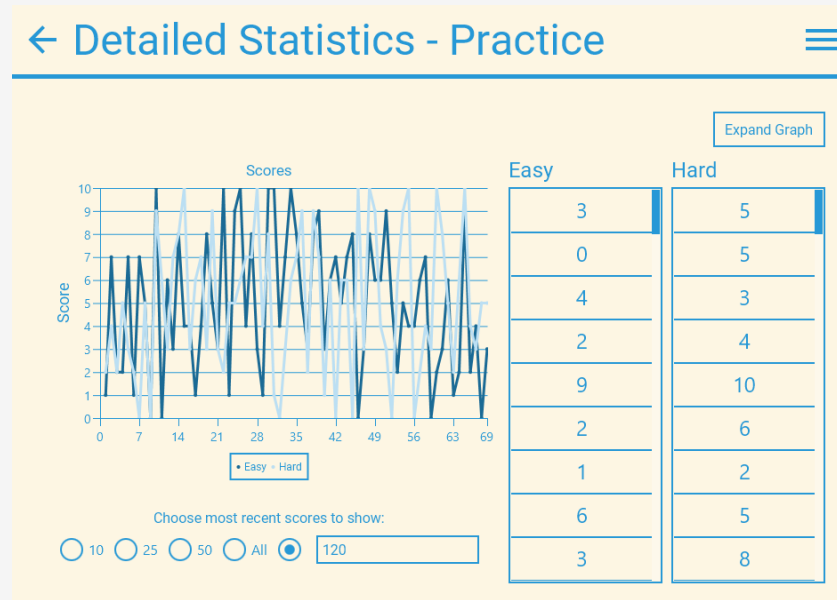 Detailed Statistics - Practice
Expand Graph
Scores
Easy
Hard
10
9
8
7
6
5
4
3
2
1
0
Score
0 7 14 21 28 35 42 49 56 63 69
Easy Hard
3 5
0 5
4 3
2 4
9 10
2 6
1 2
6 5
3 8
Choose most recent scores to show:
10 25 50 All 120